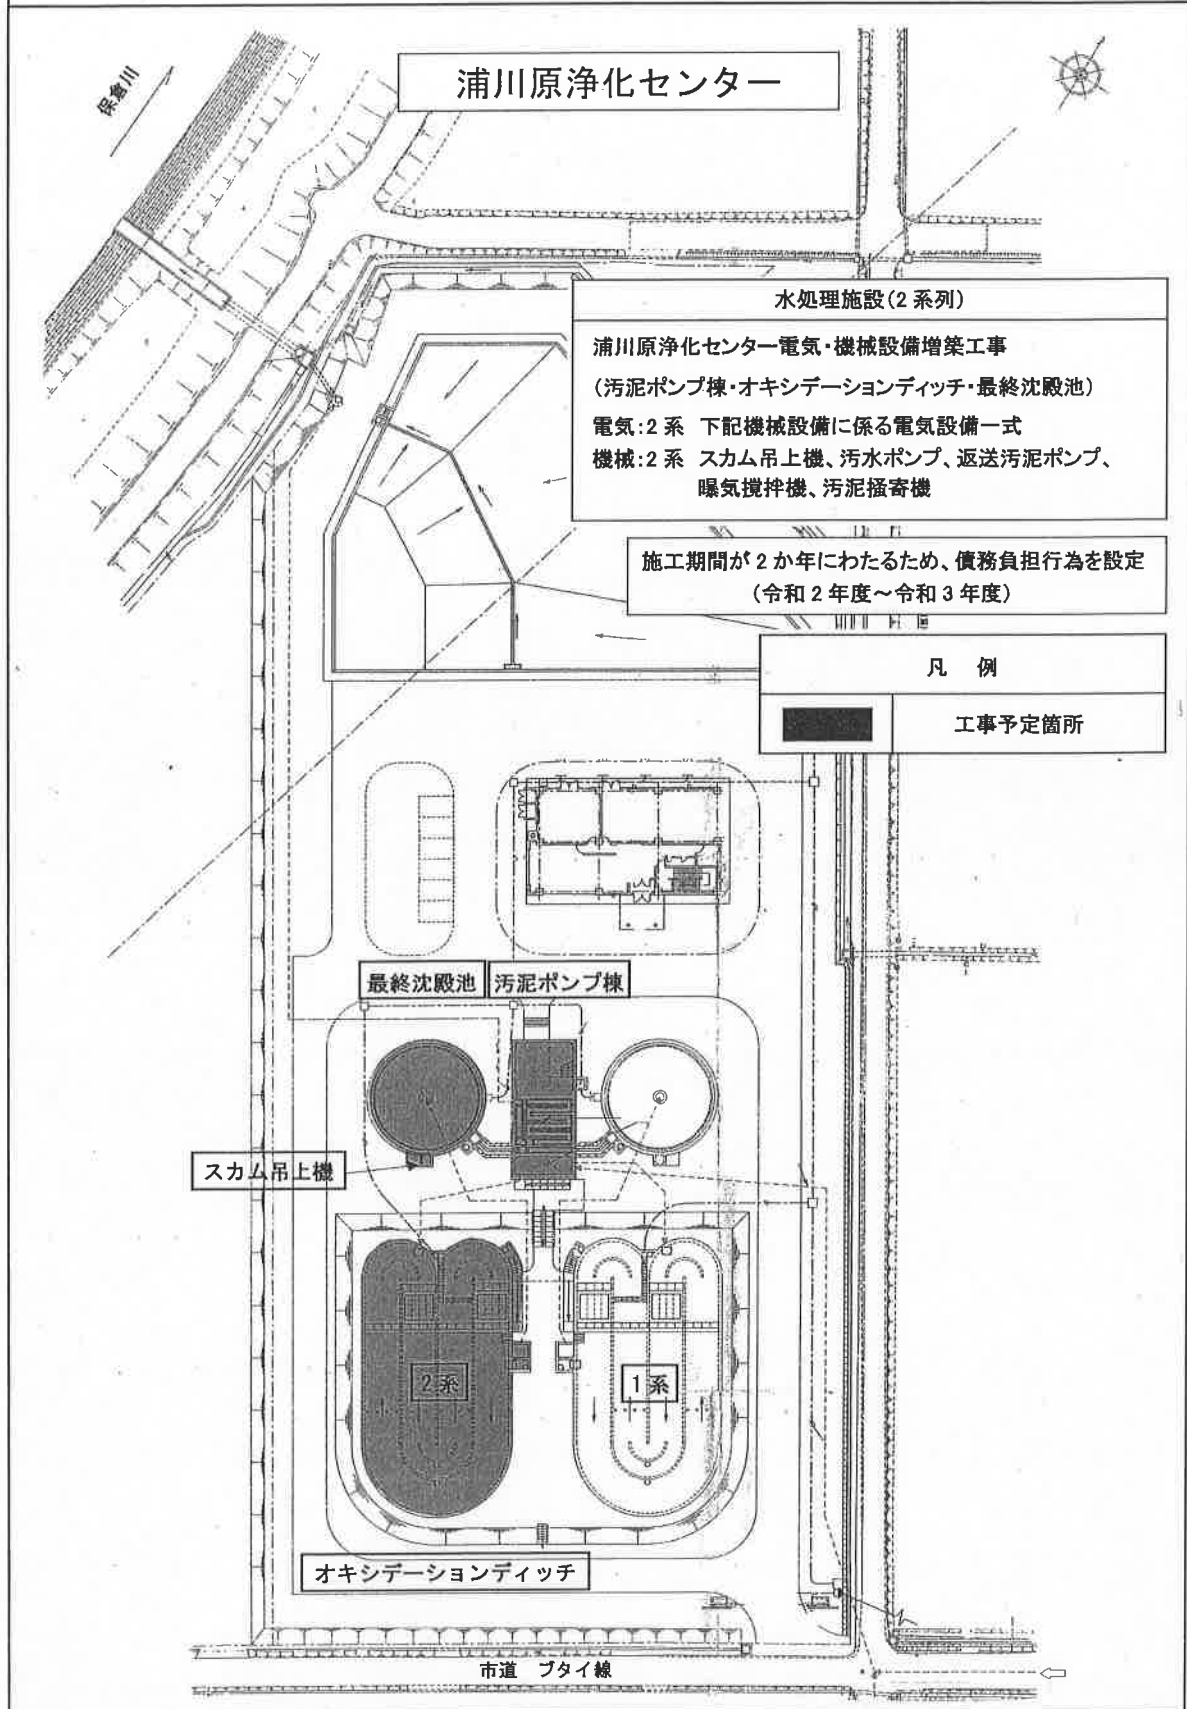 浦川原浄化センター
保倉川
水処理施設(2系列)
浦川原浄化センター電気・機械設備増築工事
(汚泥ポンプ棟・オキシデーションディッチ・最終沈殿池)
電気:2系 下記機械設備に係る電気設備一式
機械:2系 スカム吊上機、汚水ポンプ、返送汚泥ポンプ、
曝気撹拌機、汚泥掻寄機
施工期間が2か年にわたるため、債務負担行為を設定
(令和2年度~令和3年度)
凡 例
工事予定箇所
最終沈殿池
汚泥ポンプ棟
スカム吊上機
2系
1系
オキシデーションディッチ
市道 ブタイ線